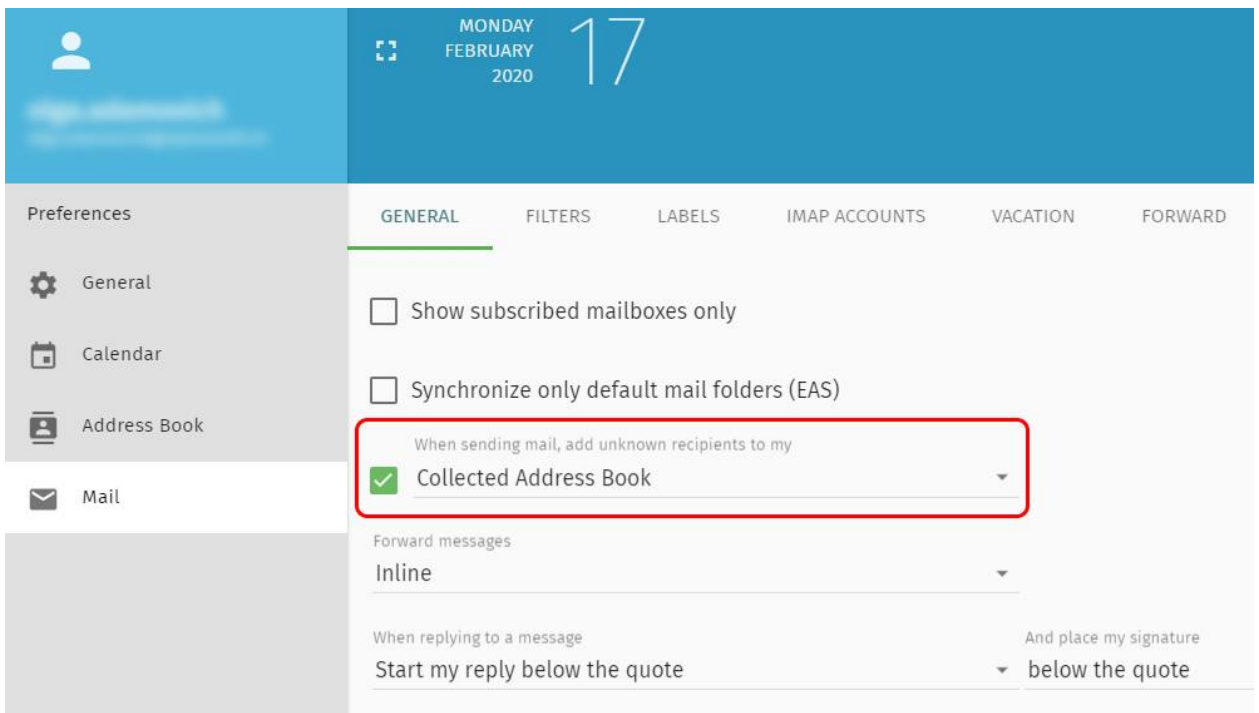 MONDAY
FEBRUARY
2020
17
Preferences
General
Calendar
Address Book
Mail
GENERAL FILTERS LABELS IMAP ACCOUNTS VACATION FORWARD
Show subscribed mailboxes only
Synchronize only default mail folders (EAS)
When sending mail, add unknown recipients to my
Collected Address Book
Forward messages
Inline
When replying to a message
Start my reply below the quote
And place my signature
below the quote